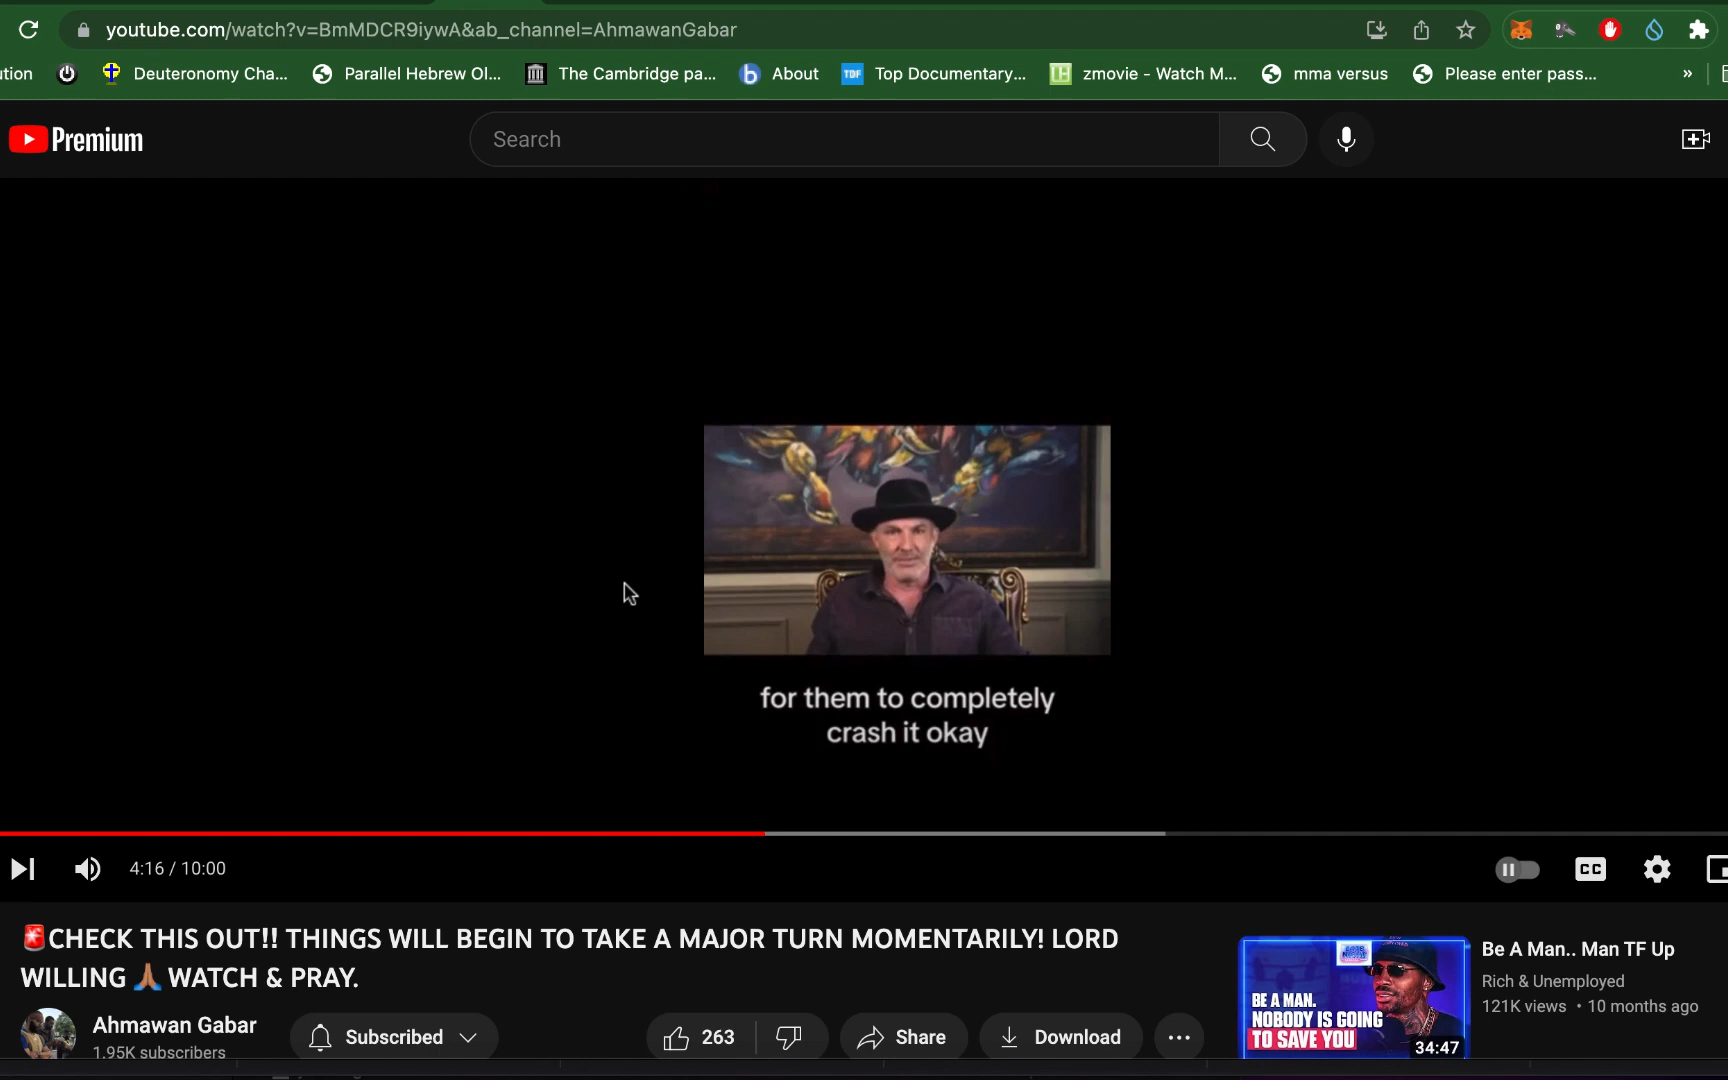 youtube.com/watch?v=BmMDCR9iywA&ab_channel=AhmawanGabar
ution Deuteronomy Cha... Parallel Hebrew Ol... The Cambridge pa... b About TDF Top Documentary... zmovie - Watch M... mma versus Please enter pass... »
Premium
Search
for them to completely
crash it okay
4:16 / 10:00
CC
🚨CHECK THIS OUT!! THINGS WILL BEGIN TO TAKE A MAJOR TURN MOMENTARILY! LORD
WILLING 🙏🏾 WATCH & PRAY.
Ahmawan Gabar
1.95K subscribers
Subscribed
263
Share
Download
BE A MAN.
NOBODY IS GOING
TO SAVE YOU
34:47
Be A Man.. Man TF Up
Rich & Unemployed
121K views • 10 months ago